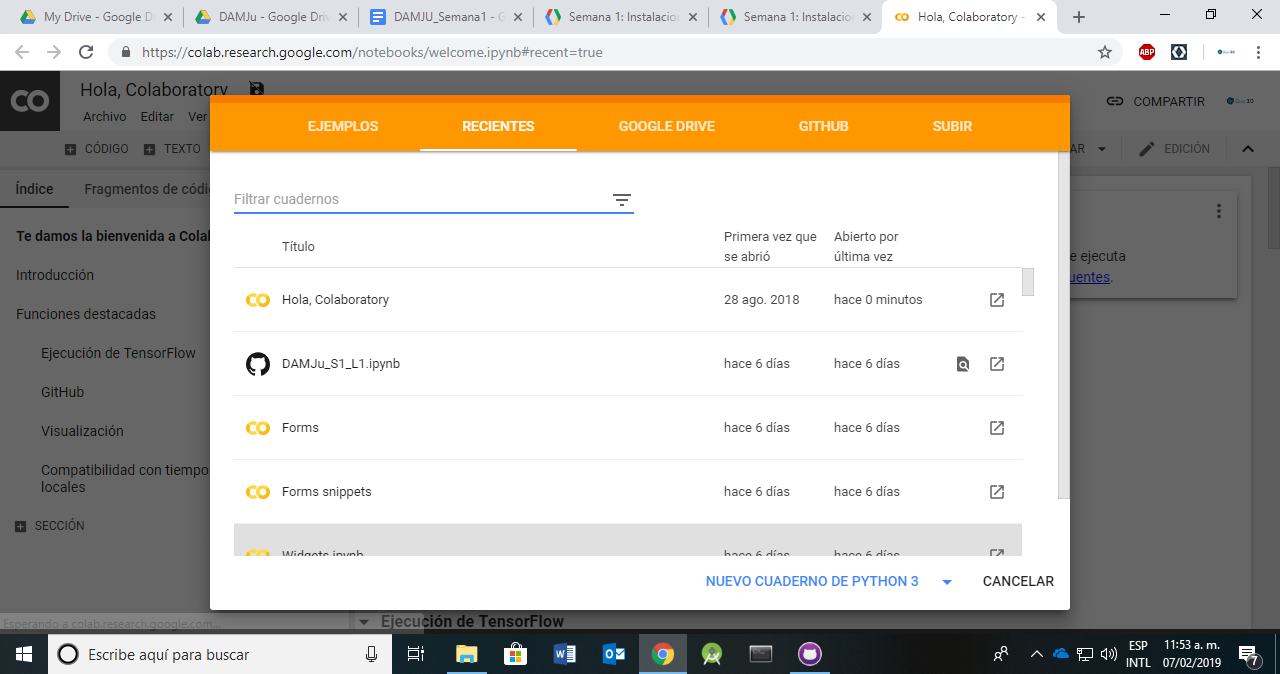 My Drive - Google D
DAMJu - Google Driv
DAMJU_Semana1 - G
Semana 1: Instalacion
Semana 1: Instalacion
Hola, Colaboratory -
https://colab.research.google.com/notebooks/welcome.ipynb#recent=true
ABP
CO
Hola, Colaboratory
COMPARTIR
Archivo Editar Ver
CÓDIGO TEXTO
AR
EDICIÓN
EJEMPLOS RECIENTES GOOGLE DRIVE GITHUB SUBIR
Índice
Fragmentos de códi
Te damos la bienvenida a Colal
Introducción
Funciones destacadas
Ejecución de TensorFlow
GitHub
Visualización
Compatibilidad con tiempo
locales
SECCIÓN
Filtrar cuadernos
Título
Primera vez que
se abrió
Abierto por
última vez
Hola, Colaboratory 28 ago. 2018 hace 0 minutos
DAMJu_S1_L1.ipynb hace 6 días hace 6 días
Forms hace 6 días hace 6 días
Forms snippets hace 6 días hace 6 días
Widgets.ipynb hace 6 días hace 6 días
e ejecuta
uentes.
NUEVO CUADERNO DE PYTHON 3
CANCELAR
Esperando a colab.research.google.com...
Ejecución de TensorFlow
Escribe aquí para buscar
ESP
INTL
11:53 a. m.
07/02/2019
7